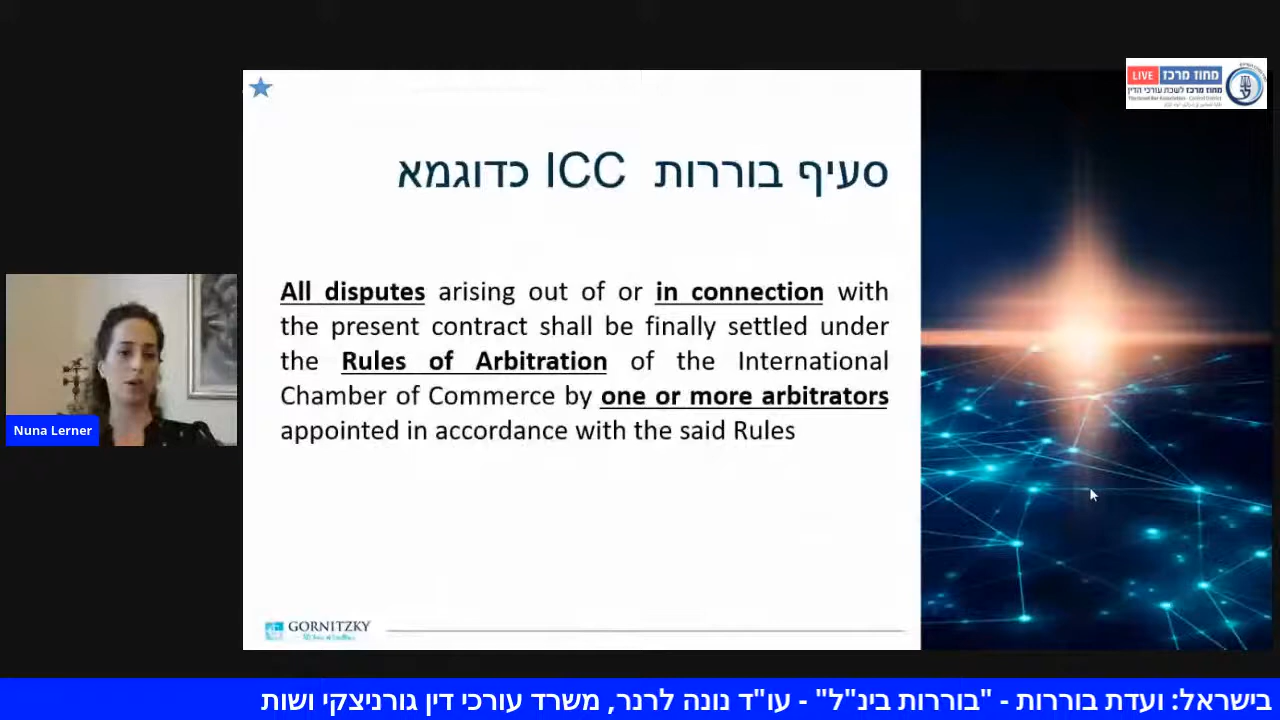 LIVE מחוז מרכז
מחוז מרכז לשכת עורכי הדין
סעיף בוררות ICC כדוגמא
All disputes arising out of or in connection with
the present contract shall be finally settled under
the Rules of Arbitration of the International
Chamber of Commerce by one or more arbitrators
appointed in accordance with the said Rules
Nuna Lerner
GORNITZKY
בישראל: ועדת בוררות - "בוררות בינ"ל" - עו"ד נונה לרנר, משרד עורכי דין גורניצקי ושות